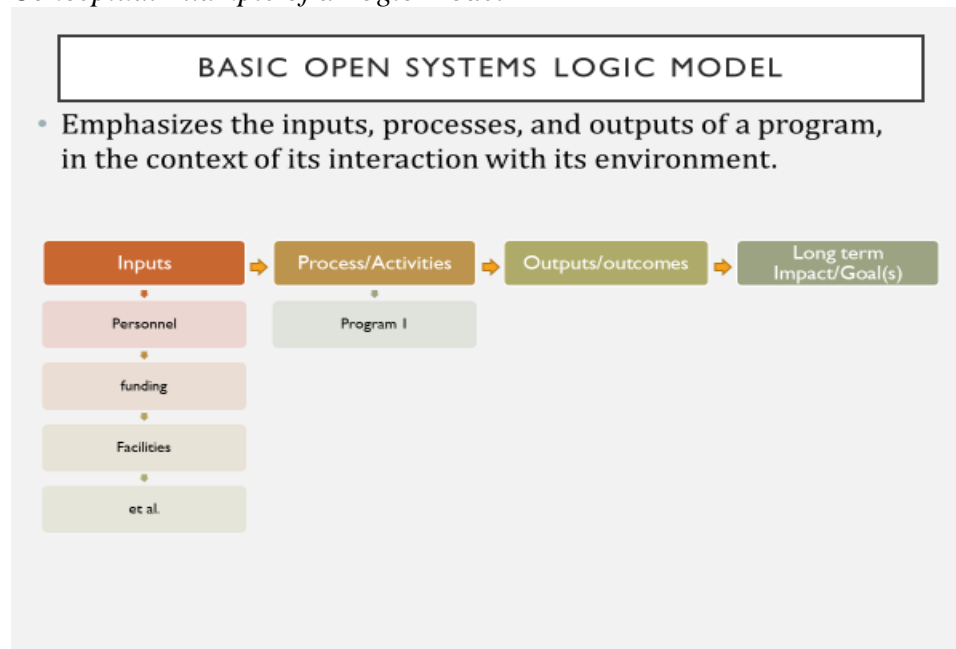 BASIC OPEN SYSTEMS LOGIC MODEL
• Emphasizes the inputs, processes, and outputs of a program,
in the context of its interaction with its environment.
Inputs
Personnel
funding
Facilities
et al.
Process/Activities
Program I
Outputs/outcomes
Long term
Impact/Goal(s)